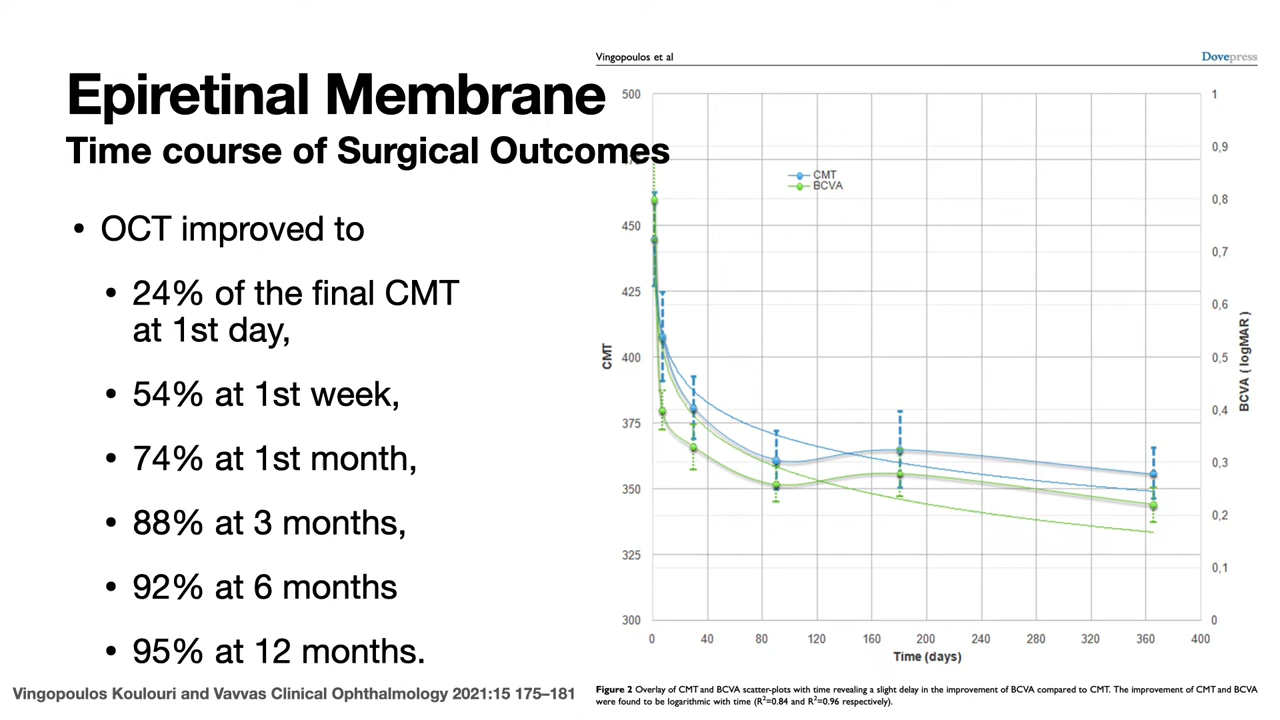 Vingopoulos et al
Dovepress
Epiretinal Membrane
Time course of Surgical Outcomes
• OCT improved to
• 24% of the final CMT
at 1st day,
• 54% at 1st week,
• 74% at 1st month,
• 88% at 3 months,
• 92% at 6 months
• 95% at 12 months.
Vingopoulos Koulouri and Vavvas Clinical Ophthalmology 2021:15 175–181
500
450
425
400
375
350
325
300
CMT
CMT
BCVA
1
0,9
0,8
0,7
0,6
0,5
0,4
0,3
0,2
0,1
0
BCVA ( logMAR )
0 40 80 120 160 200 240 280 320 360 400
Time (days)
Figure 2 Overlay of CMT and BCVA scatter-plots with time revealing a slight delay in the improvement of BCVA compared to CMT. The improvement of CMT and BCVA
were found to be logarithmic with time (R²=0.84 and R²=0.96 respectively).